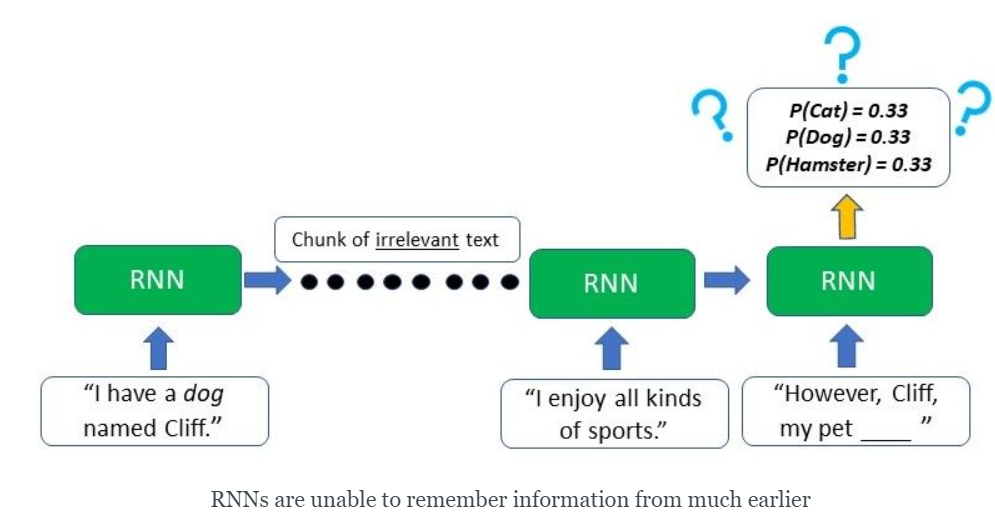 P(Cat) = 0.33
P(Dog) = 0.33
P(Hamster) = 0.33
Chunk of irrelevant text
RNN
RNN
RNN
“I have a dog
named Cliff.”
“I enjoy all kinds
of sports.”
“However, Cliff,
my pet ____ ”
RNNs are unable to remember information from much earlier